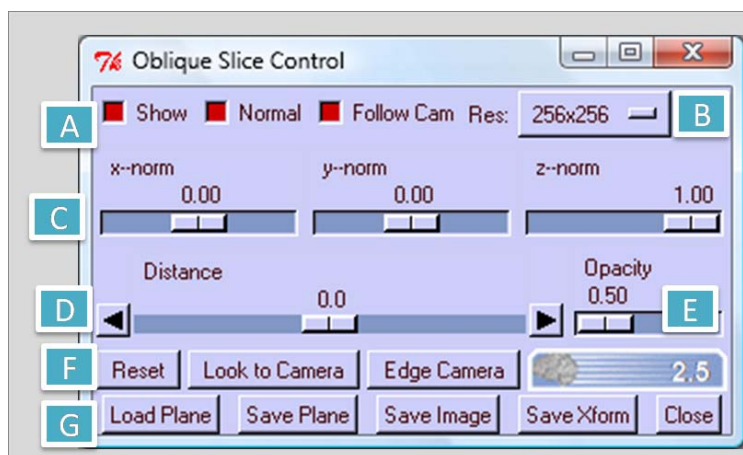 Oblique Slice Control
A Show Normal Follow Cam Res: 256x256 B
x--norm y--norm z--norm
C 0.00 0.00 1.00
Distance Opacity
D 0.0 0.50 E
F Reset Look to Camera Edge Camera 2.5
G Load Plane Save Plane Save Image Save Xform Close